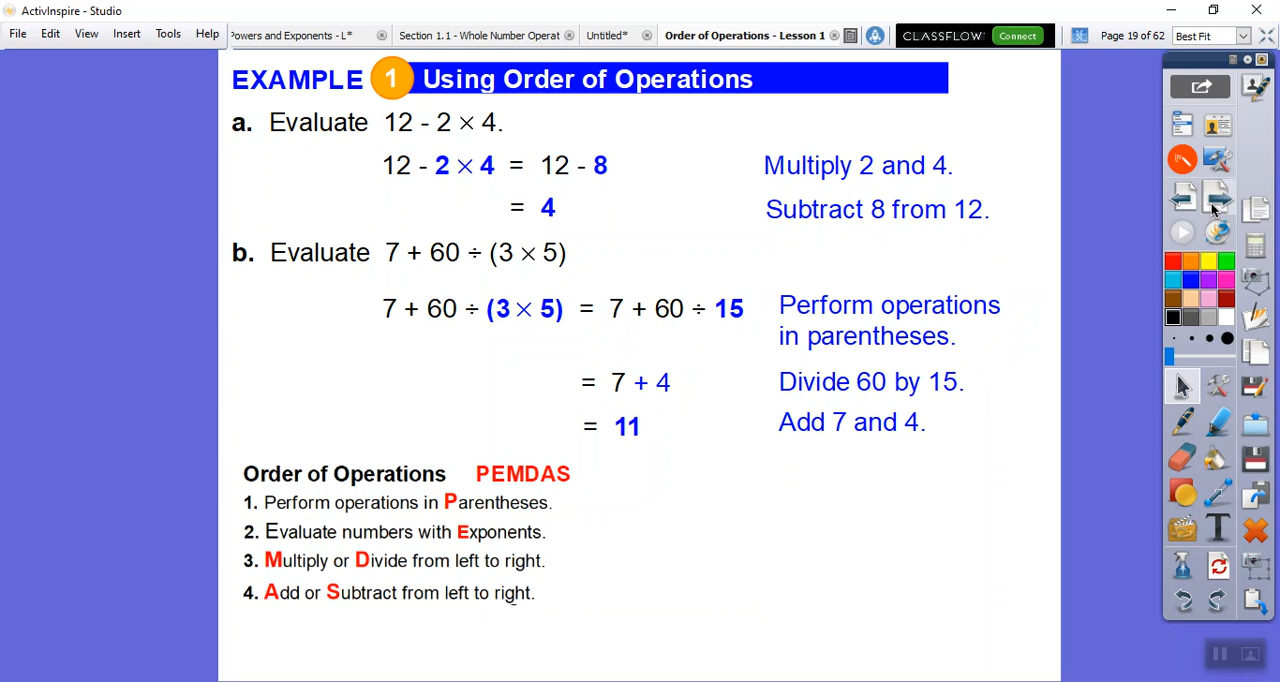 ActivInspire - Studio
File Edit View Insert Tools Help
Powers and Exponents - L* Section 1.1 - Whole Number Operat Untitled* Order of Operations - Lesson 1 CLASSFLOW Connect Page 19 of 62 Best Fit
EXAMPLE 1 Using Order of Operations
a. Evaluate 12 - 2 × 4.
12 - 2 × 4 = 12 - 8 Multiply 2 and 4.
= 4 Subtract 8 from 12.
b. Evaluate 7 + 60 ÷ (3 × 5)
7 + 60 ÷ (3 × 5) = 7 + 60 ÷ 15 Perform operations
in parentheses.
= 7 + 4 Divide 60 by 15.
= 11 Add 7 and 4.
Order of Operations PEMDAS
1. Perform operations in Parentheses.
2. Evaluate numbers with Exponents.
3. Multiply or Divide from left to right.
4. Add or Subtract from left to right.